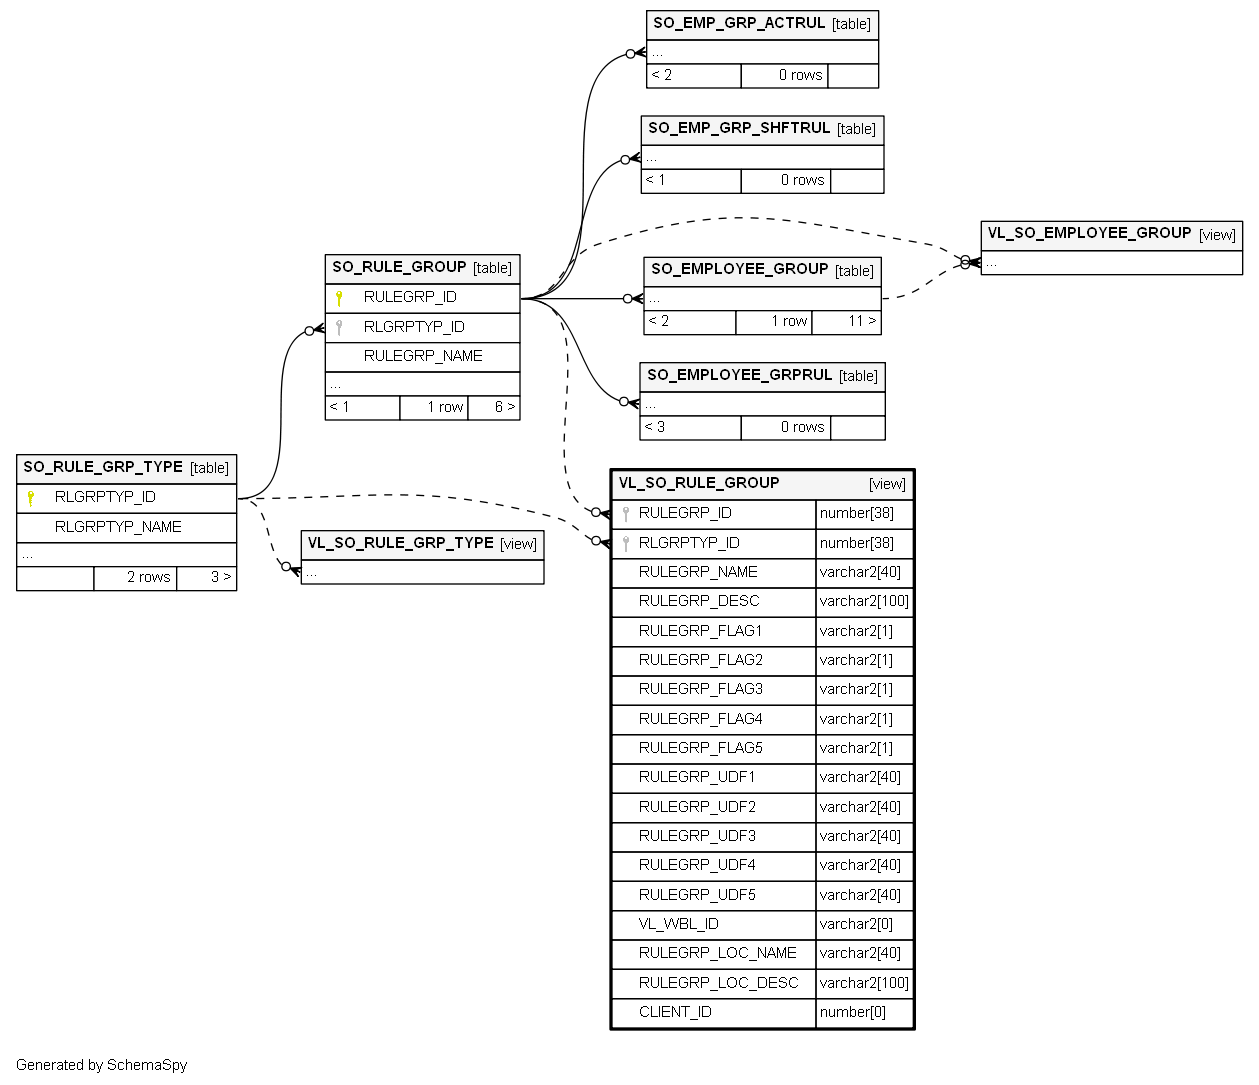 SO_EMP_GRP_ACTRUL [table]
...
< 2 0 rows
SO_EMP_GRP_SHFTRUL [table]
...
< 1 0 rows
VL_SO_EMPLOYEE_GROUP [view]
...
SO_RULE_GROUP [table]
RULEGRP_ID
RLGRPTYP_ID
RULEGRP_NAME
...
< 1 1 row 6 >
SO_EMPLOYEE_GROUP [table]
...
< 2 1 row 11 >
SO_EMPLOYEE_GRPRUL [table]
...
< 3 0 rows
SO_RULE_GRP_TYPE [table]
RLGRPTYP_ID
RLGRPTYP_NAME
...
2 rows 3 >
VL_SO_RULE_GRP_TYPE [view]
...
VL_SO_RULE_GROUP [view]
RULEGRP_ID number[38]
RLGRPTYP_ID number[38]
RULEGRP_NAME varchar2[40]
RULEGRP_DESC varchar2[100]
RULEGRP_FLAG1 varchar2[1]
RULEGRP_FLAG2 varchar2[1]
RULEGRP_FLAG3 varchar2[1]
RULEGRP_FLAG4 varchar2[1]
RULEGRP_FLAG5 varchar2[1]
RULEGRP_UDF1 varchar2[40]
RULEGRP_UDF2 varchar2[40]
RULEGRP_UDF3 varchar2[40]
RULEGRP_UDF4 varchar2[40]
RULEGRP_UDF5 varchar2[40]
VL_WBL_ID varchar2[0]
RULEGRP_LOC_NAME varchar2[40]
RULEGRP_LOC_DESC varchar2[100]
CLIENT_ID number[0]
Generated by SchemaSpy